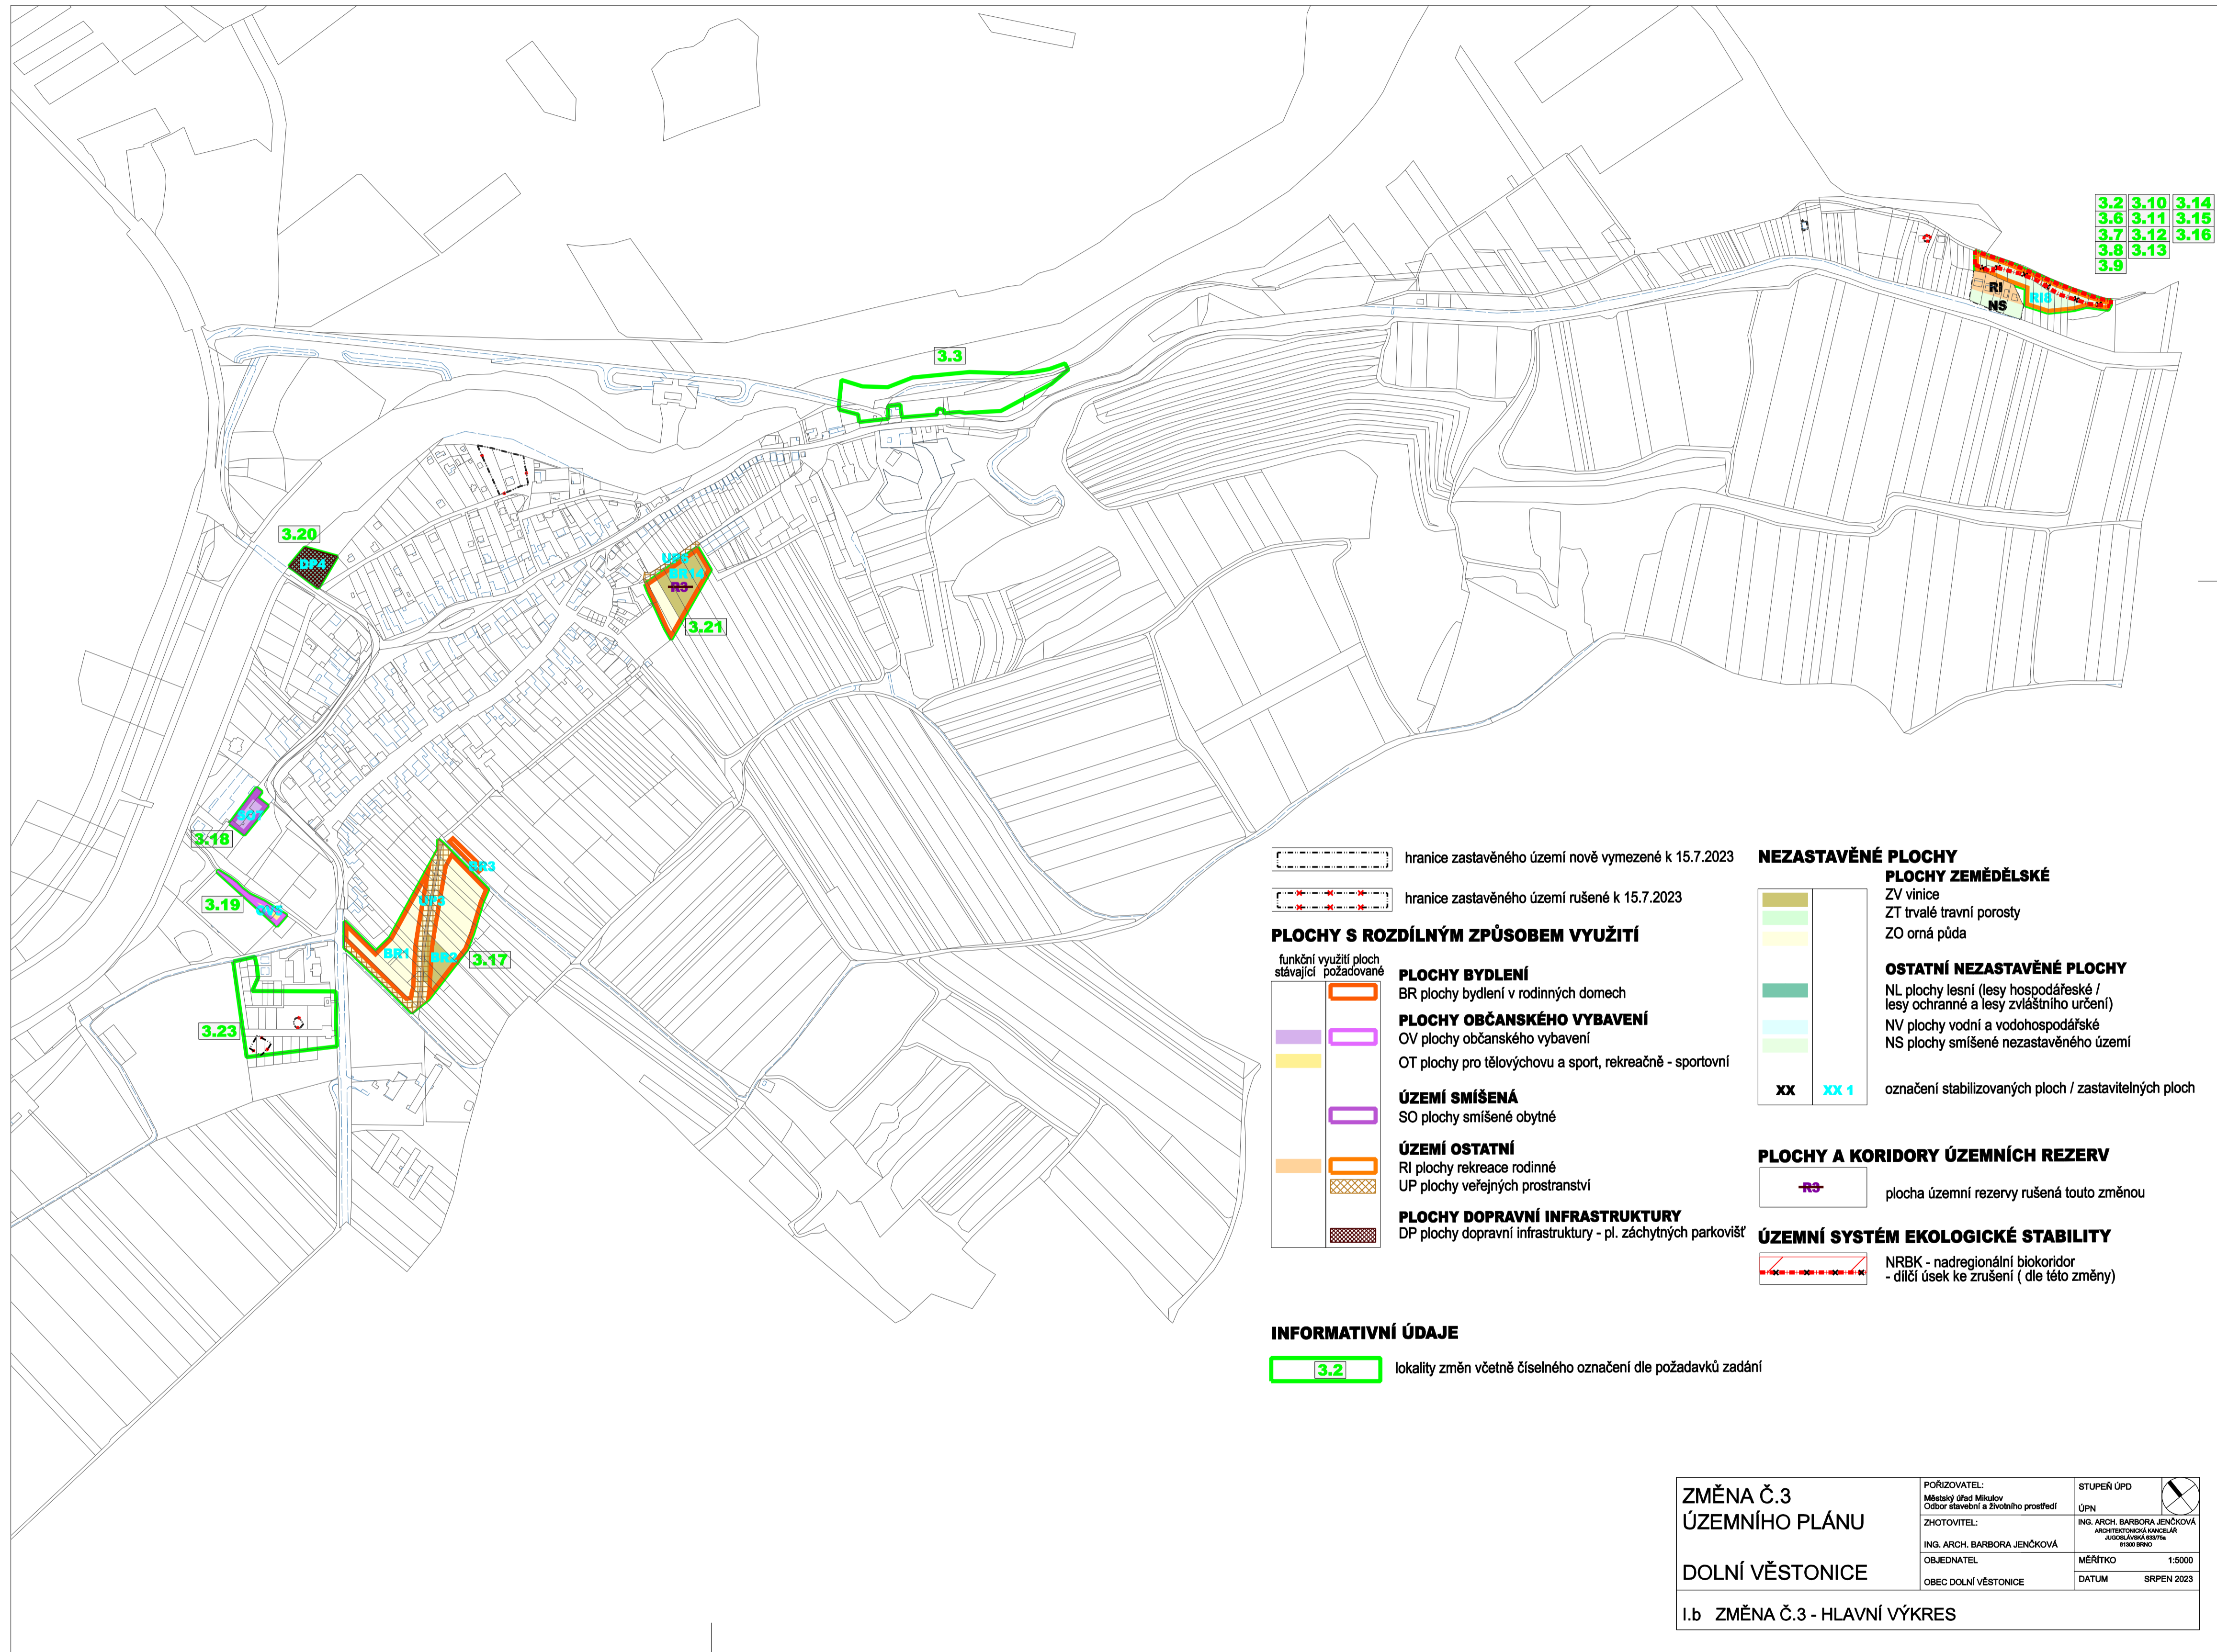 3.2 3.10 3.14
3.6 3.11 3.15
3.7 3.12 3.16
3.8 3.13
3.9
RI
NS
RI8
3.3
3.20
DP4
BR14
R3
3.21
3.18
3.19
BR3
UP3
BR1
BR2
3.17
3.23
hranice zastavěného území nově vymezené k 15.7.2023
hranice zastavěného území rušené k 15.7.2023
PLOCHY S ROZDÍLNÝM ZPŮSOBEM VYUŽITÍ
funkční využití ploch
stávající požadované
PLOCHY BYDLENÍ
BR plochy bydlení v rodinných domech
PLOCHY OBČANSKÉHO VYBAVENÍ
OV plochy občanského vybavení
OT plochy pro tělovýchovu a sport, rekreačně - sportovní
ÚZEMÍ SMÍŠENÁ
SO plochy smíšené obytné
ÚZEMÍ OSTATNÍ
RI plochy rekreace rodinné
UP plochy veřejných prostranství
PLOCHY DOPRAVNÍ INFRASTRUKTURY
DP plochy dopravní infrastruktury - pl. záchytných parkovišť
NEZASTAVĚNÉ PLOCHY
PLOCHY ZEMĚDĚLSKÉ
ZV vinice
ZT trvalé travní porosty
ZO orná půda
OSTATNÍ NEZASTAVĚNÉ PLOCHY
NL plochy lesní (lesy hospodářeské /
lesy ochranné a lesy zvláštního určení)
NV plochy vodní a vodohospodářské
NS plochy smíšené nezastavěného území
XX XX 1 označení stabilizovaných ploch / zastavitelných ploch
PLOCHY A KORIDORY ÚZEMNÍCH REZERV
R3 plocha územní rezervy rušená touto změnou
ÚZEMNÍ SYSTÉM EKOLOGICKÉ STABILITY
NRBK - nadregionální biokoridor
- dílčí úsek ke zrušení ( dle této změny)
INFORMATIVNÍ ÚDAJE
3.2 lokality změn včetně číselného označení dle požadavků zadání
ZMĚNA Č.3
ÚZEMNÍHO PLÁNU
DOLNÍ VĚSTONICE
POŘIZOVATEL:
Městský úřad Mikulov
Odbor stavební a životního prostředí
ZHOTOVITEL:
ING. ARCH. BARBORA JENČKOVÁ
OBJEDNATEL
OBEC DOLNÍ VĚSTONICE
STUPEŇ ÚPD
ÚPN
ING. ARCH. BARBORA JENČKOVÁ
ARCHITEKTONICKÁ KANCELÁŘ
JUGOSLÁVSKÁ 633/75a
61300 BRNO
MĚŘÍTKO 1:5000
DATUM SRPEN 2023
I.b ZMĚNA Č.3 - HLAVNÍ VÝKRES